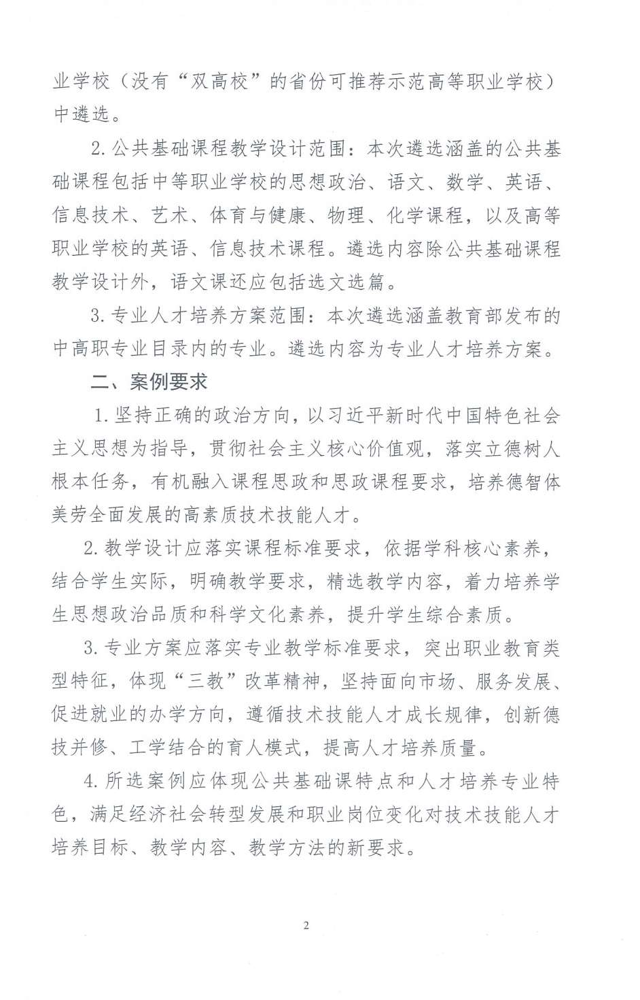 业学校（没有“双高校”的省份可推荐示范高等职业学校）
中遴选。
2.公共基础课程教学设计范围：本次遴选涵盖的公共基
础课程包括中等职业学校的思想政治、语文、数学、英语、
信息技术、艺术、体育与健康、物理、化学课程，以及高等
职业学校的英语、信息技术课程。遴选内容除公共基础课程
教学设计外，语文课还应包括选文选篇。
3.专业人才培养方案范围：本次遴选涵盖教育部发布的
中高职专业目录内的专业。遴选内容为专业人才培养方案。
二、案例要求
1.坚持正确的政治方向，以习近平新时代中国特色社会
主义思想为指导，贯彻社会主义核心价值观，落实立德树人
根本任务，有机融入课程思政和思政课程要求，培养德智体
美劳全面发展的高素质技术技能人才。
2.教学设计应落实课程标准要求，依据学科核心素养，
结合学生实际，明确教学要求，精选教学内容，着力培养学
生思想政治品质和科学文化素养，提升学生综合素质。
3.专业方案应落实专业教学标准要求，突出职业教育类
型特征，体现“三教”改革精神，坚持面向市场、服务发展、
促进就业的办学方向，遵循技术技能人才成长规律，创新德
技并修、工学结合的育人模式，提高人才培养质量。
4.所选案例应体现公共基础课特点和人才培养专业特
色，满足经济社会转型发展和职业岗位变化对技术技能人才
培养目标、教学内容、教学方法的新要求。
2